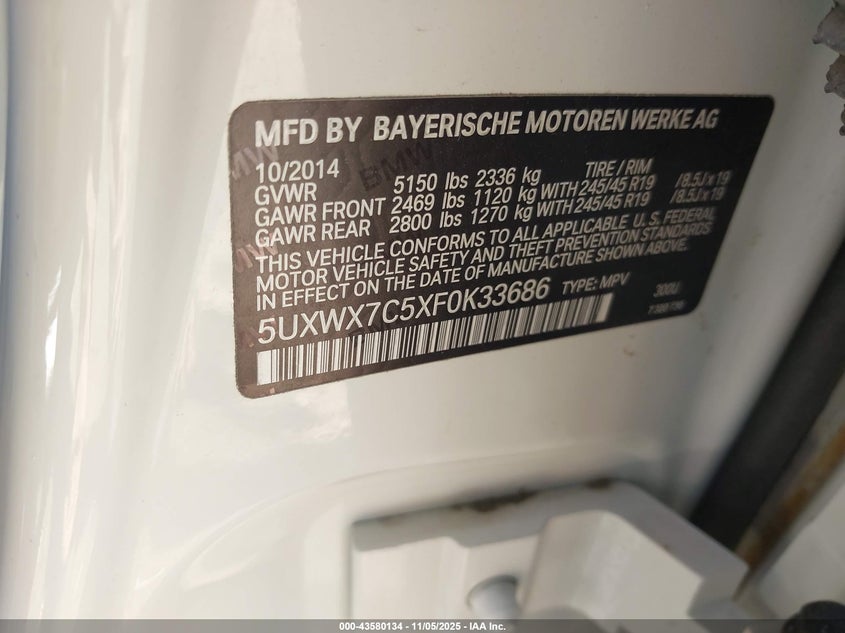 MFD BY BAYERISCHE MOTOREN WERKE AG
10/2014 TIRE / RIM
GVWR 5150 lbs 2336 kg
GAWR FRONT 2469 lbs 1120 kg WITH 245/45 R19 /8.5J x 19
GAWR REAR 2800 lbs 1270 kg WITH 245/45 R19 /8.5J x 19
THIS VEHICLE CONFORMS TO ALL APPLICABLE U. S. FEDERAL
MOTOR VEHICLE SAFETY AND THEFT PREVENTION STANDARDS
IN EFFECT ON THE DATE OF MANUFACTURE SHOWN ABOVE.
5UXWX7C5XF0K33686 TYPE: MPV 300U
BMW
000-43580134 - 11/05/2025 - IAA Inc.